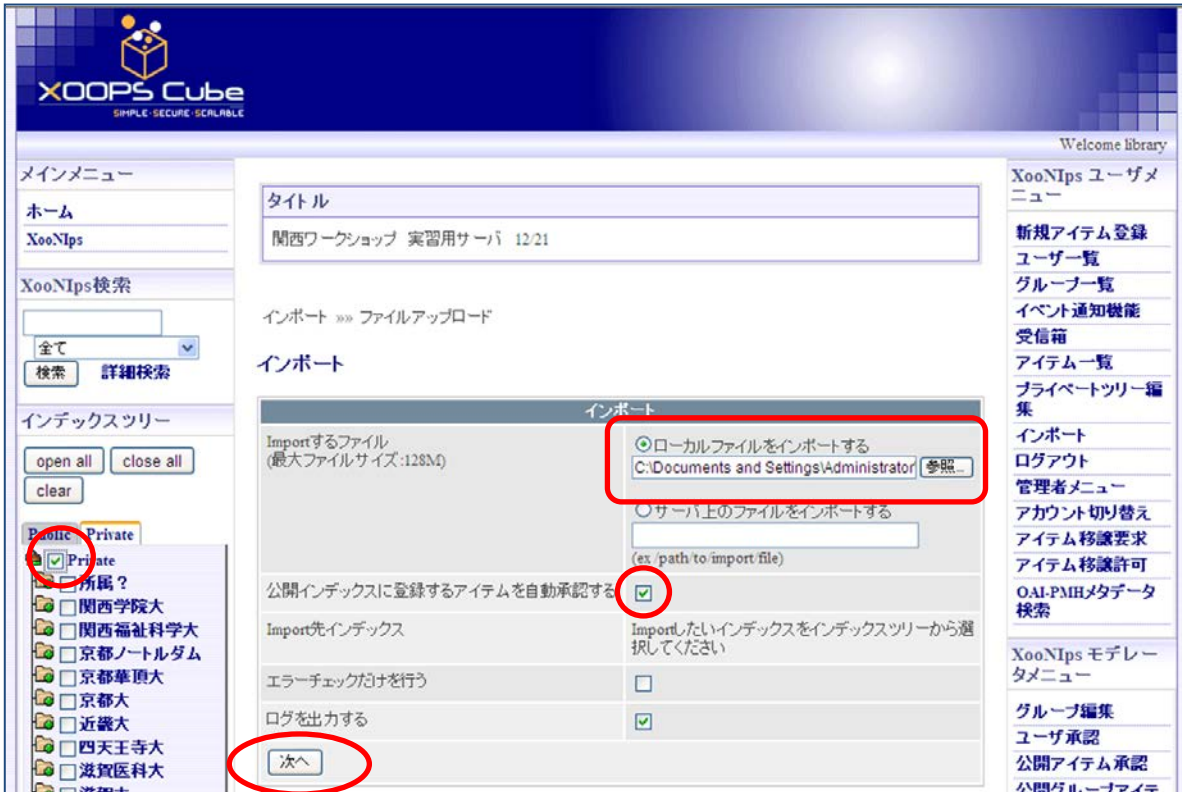 XOOPS Cube
SIMPLE·SECURE·SCALABLE
Welcome library
メインメニュー
ホーム
XooNIps
XooNIps検索
全て
検索 詳細検索
インデックスツリー
open all close all
clear
Public Private
Private
所属？
関西学院大
関西福祉科学大
京都ノートルダム
京都華頂大
京都大
近畿大
四天王寺大
滋賀医科大
滋賀大
タイトル
関西ワークショップ 実習用サーバ 12/21
インポート »» ファイルアップロード
インポート
インポート
Importするファイル
(最大ファイルサイズ:128M)
ローカルファイルをインポートする
C:\Documents and Settings\Administrator 参照...
サーバ上のファイルをインポートする
(ex./path/to/import/file)
公開インデックスに登録するアイテムを自動承認する
Import先インデックス
Importしたいインデックスをインデックスツリーから選
択してください
エラーチェックだけを行う
ログを出力する
次へ
XooNIps ユーザメ
ニュー
新規アイテム登録
ユーザ一覧
グループ一覧
イベント通知機能
受信箱
アイテム一覧
プライベートツリー編
集
インポート
ログアウト
管理者メニュー
アカウント切り替え
アイテム移譲要求
アイテム移譲許可
OAI-PMHメタデータ
検索
XooNIps モデレー
タメニュー
グループ編集
ユーザ承認
公開アイテム承認
公開グループアイテ